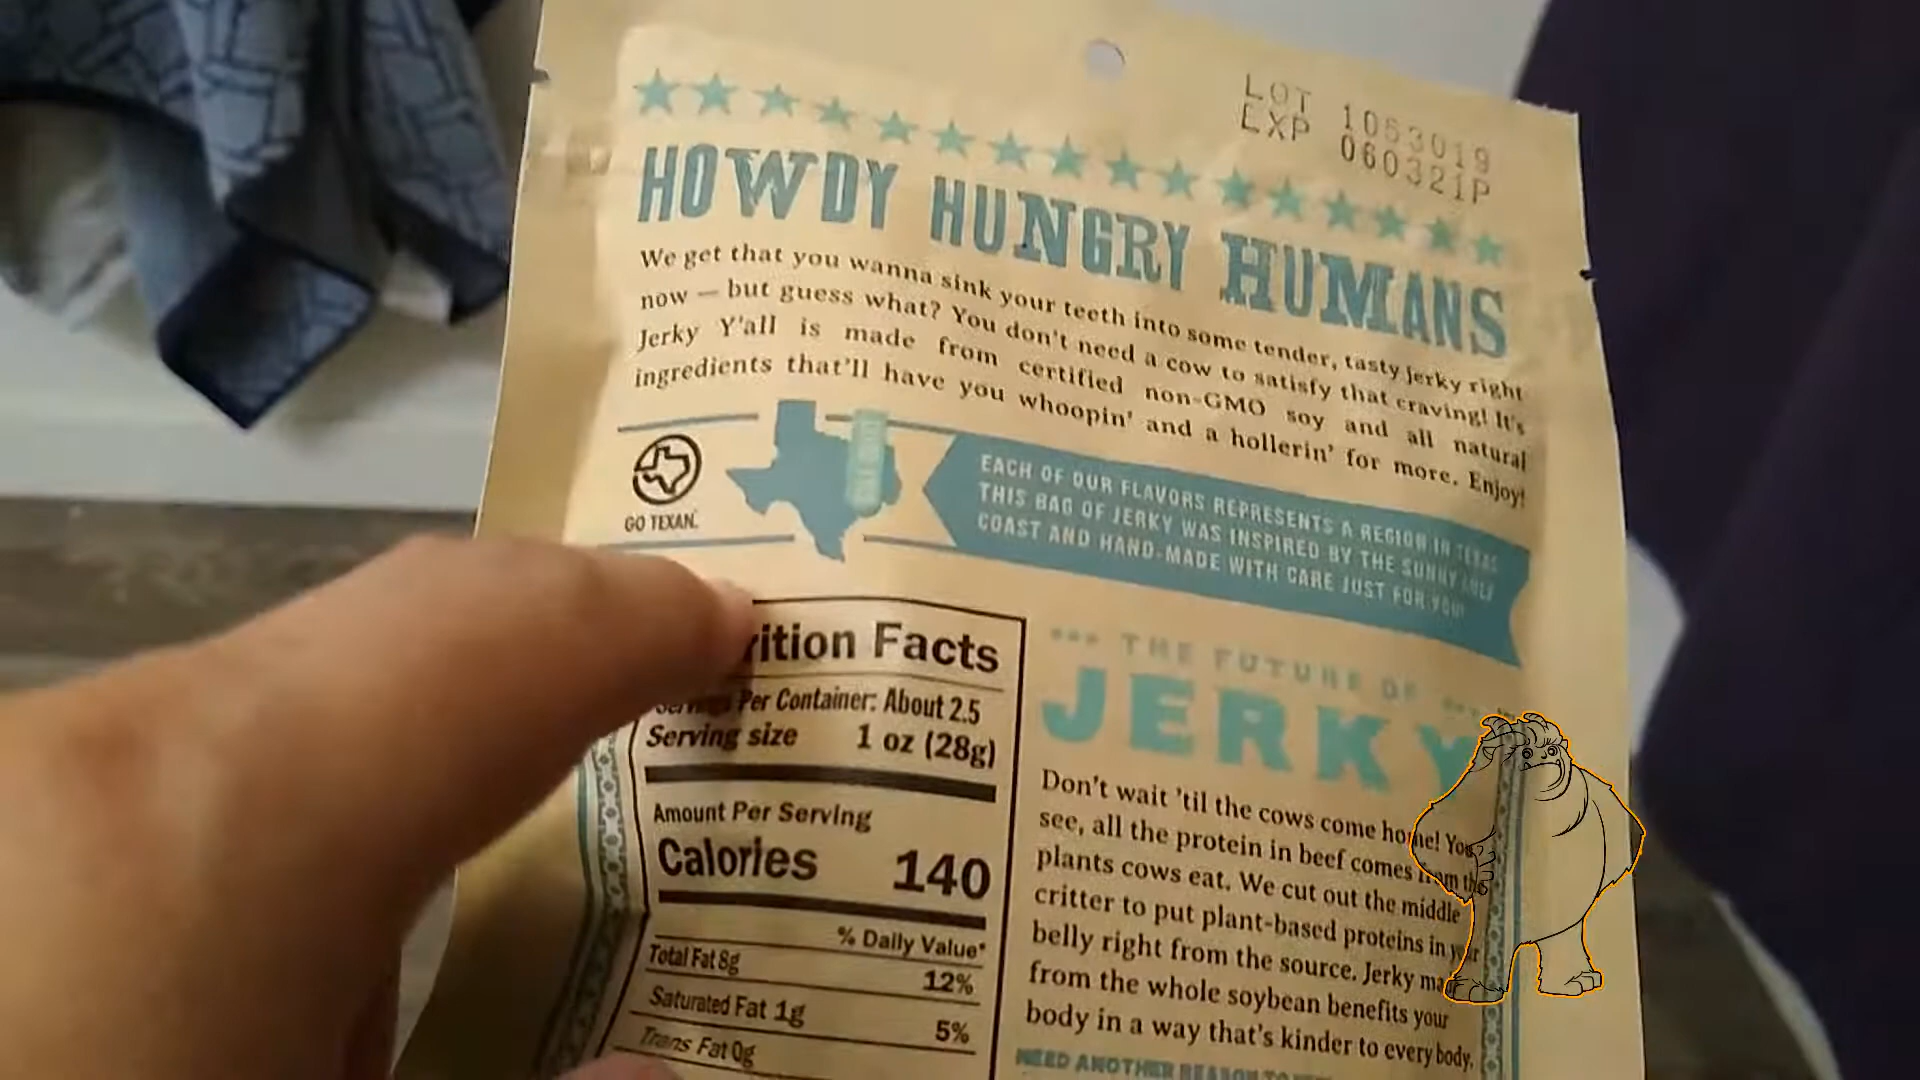 LOT 1053019
EXP 060321P
HOWDY HUNGRY HUMANS
We get that you wanna sink your teeth into some tender, tasty jerky right
now — but guess what? You don't need a cow to satisfy that craving! It's
Jerky Y'all is made from certified non-GMO soy and all natural
ingredients that'll have you whoopin' and a hollerin' for more. Enjoy!
GO TEXAN.
EACH OF OUR FLAVORS REPRESENTS A REGION IN TEXAS
THIS BAG OF JERKY WAS INSPIRED BY THE SUNNY GULF
COAST AND HAND-MADE WITH CARE JUST FOR YOU!
rition Facts
Per Container: About 2.5
Serving size 1 oz (28g)
Amount Per Serving
Calories 140
% Daily Value*
Total Fat 8g 12%
Saturated Fat 1g 5%
Trans Fat 0g
THE FUTURE OF
JERKY
Don't wait 'til the cows come home! You
see, all the protein in beef comes from the
plants cows eat. We cut out the middle
critter to put plant-based proteins in your
belly right from the source. Jerky
from the whole soybean benefits your
body in a way that's kinder to every body.
NEED ANOTHER REASON TO